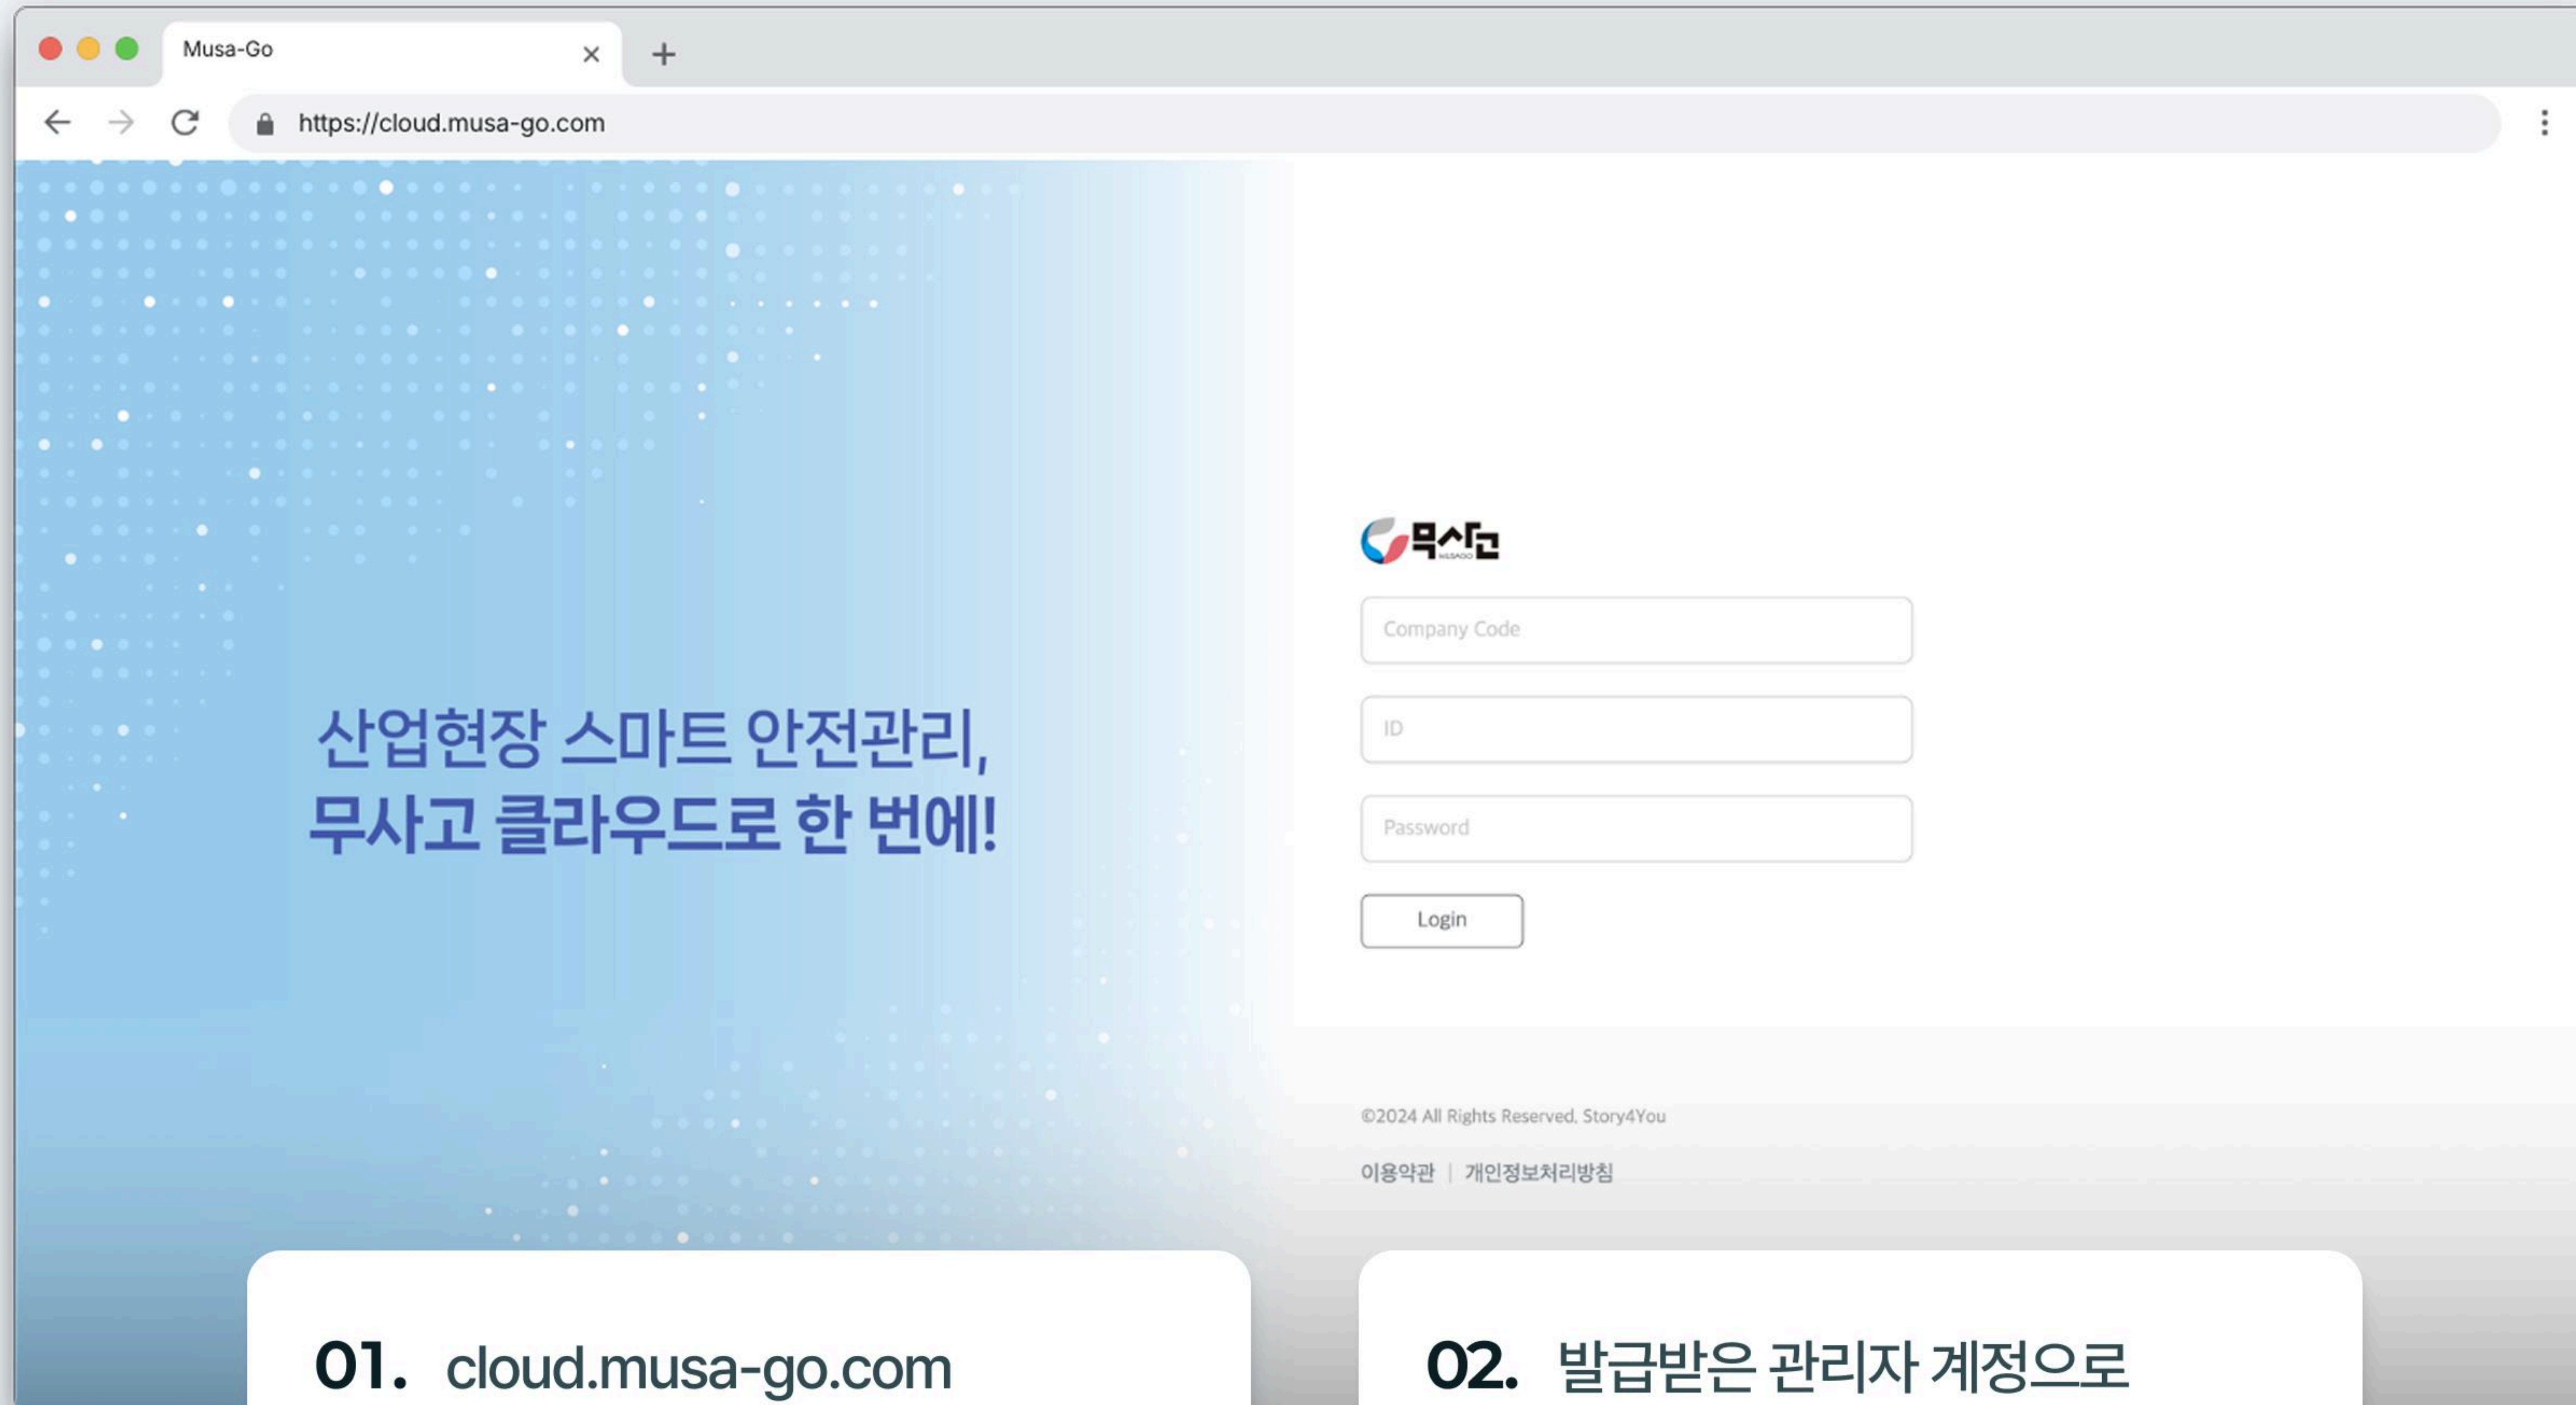 Musa-Go
https://cloud.musa-go.com
산업현장 스마트 안전관리,
무사고 클라우드로 한 번에!
무사고
MUSAGO
Company Code
ID
Password
Login
©2024 All Rights Reserved. Story4You
이용약관 | 개인정보처리방침
01. cloud.musa-go.com
02. 발급받은 관리자 계정으로